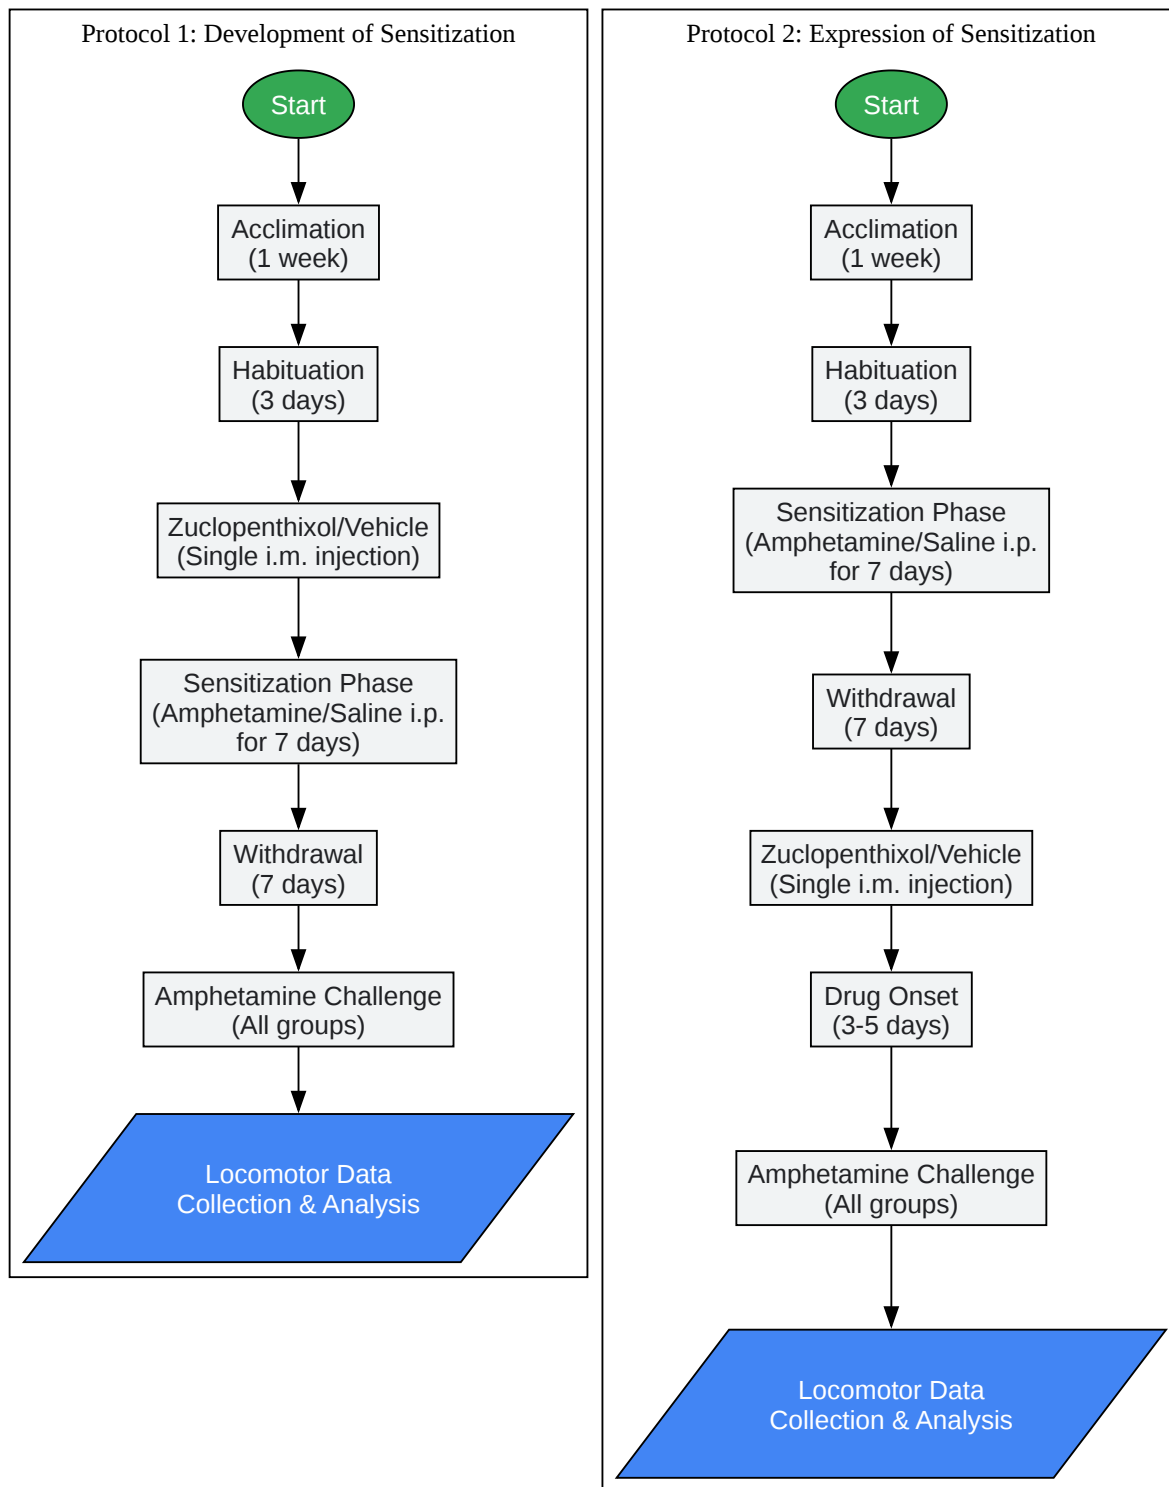 Protocol 1: Development of Sensitization
Start
Acclimation
(1 week)
Habituation
(3 days)
Zuclopenthixol/Vehicle
(Single i.m. injection)
Sensitization Phase
(Amphetamine/Saline i.p.
for 7 days)
Withdrawal
(7 days)
Amphetamine Challenge
(All groups)
Locomotor Data
Collection & Analysis
Protocol 2: Expression of Sensitization
Start
Acclimation
(1 week)
Habituation
(3 days)
Sensitization Phase
(Amphetamine/Saline i.p.
for 7 days)
Withdrawal
(7 days)
Zuclopenthixol/Vehicle
(Single i.m. injection)
Drug Onset
(3-5 days)
Amphetamine Challenge
(All groups)
Locomotor Data
Collection & Analysis